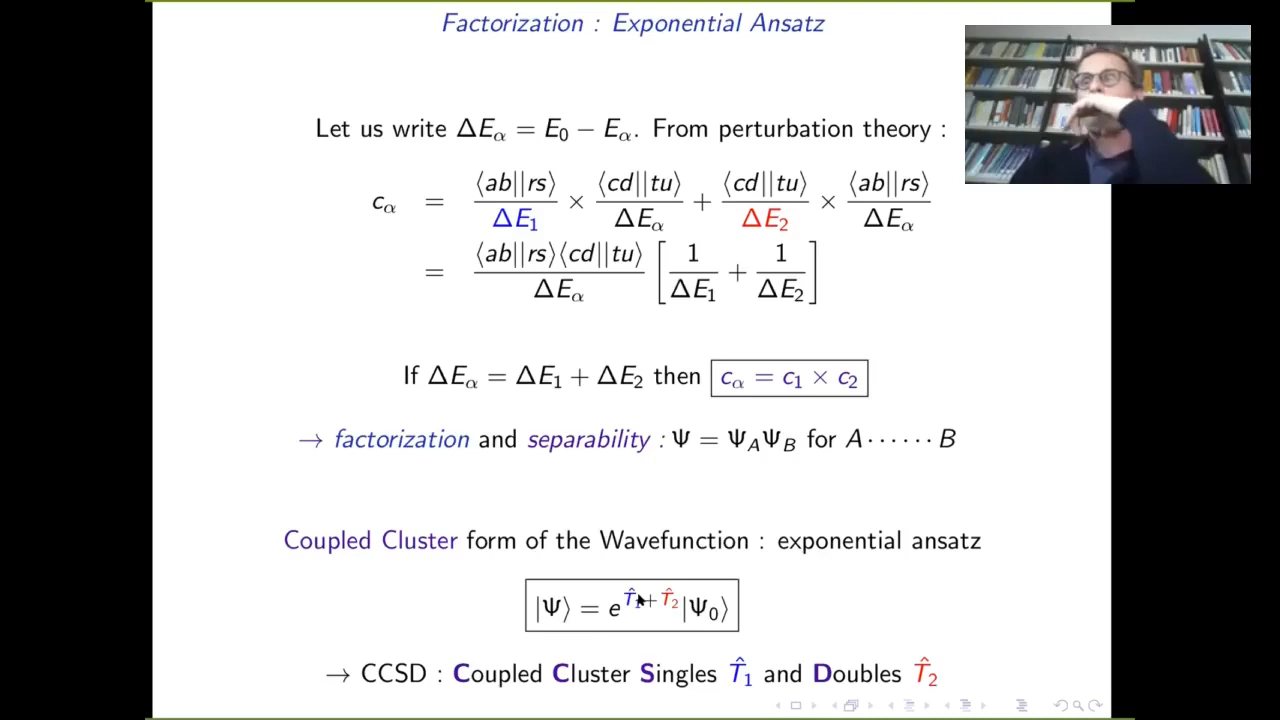 Factorization : Exponential Ansatz
Let us write ΔE_α = E_0 − E_α. From perturbation theory :
c_α = ⟨ab||rs⟩/ΔE_1 × ⟨cd||tu⟩/ΔE_α + ⟨cd||tu⟩/ΔE_2 × ⟨ab||rs⟩/ΔE_α
= ⟨ab||rs⟩⟨cd||tu⟩/ΔE_α [1/ΔE_1 + 1/ΔE_2]
If ΔE_α = ΔE_1 + ΔE_2 then c_α = c_1 × c_2
→ factorization and separability : Ψ = Ψ_A Ψ_B for A · · · · · · B
Coupled Cluster form of the Wavefunction : exponential ansatz
|Ψ⟩ = e^{T̂_1+T̂_2}|Ψ_0⟩
→ CCSD : Coupled Cluster Singles T̂_1 and Doubles T̂_2